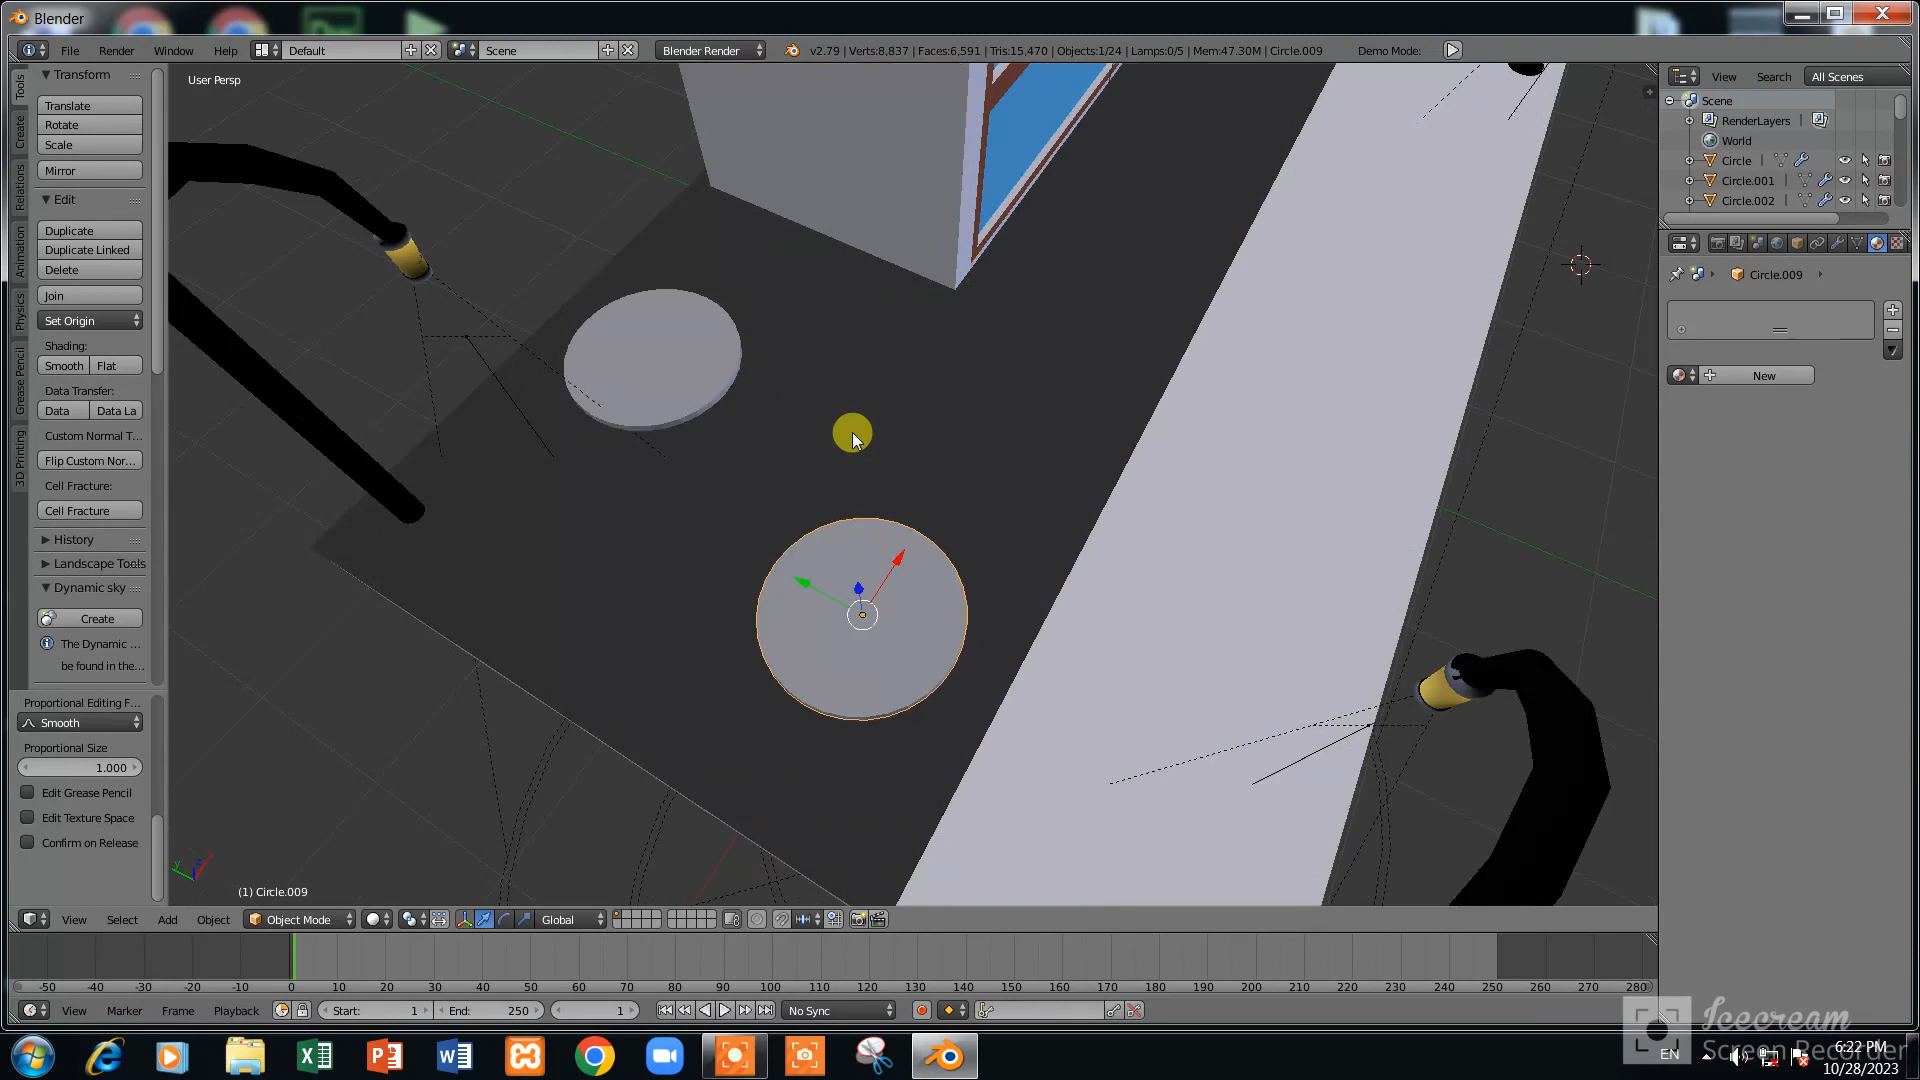 Blender
File Render Window Help Default Scene Blender Render v2.79 | Verts:8,837 | Faces:6,591 | Tris:15,470 | Objects:1/24 | Lamps:0/5 | Mem:47.30M | Circle.009 Demo Mode:
Tools
Create
Relations
Animation
Physics
Grease Pencil
3D Printing
Transform
Translate
Rotate
Scale
Mirror
Edit
Duplicate
Duplicate Linked
Delete
Join
Set Origin
Shading:
Smooth Flat
Data Transfer:
Data Data La
Custom Normal T...
Flip Custom Nor...
Cell Fracture:
Cell Fracture
History
Landscape Tools
Dynamic sky
Create
The Dynamic ...
be found in the...
Proportional Editing F...
Smooth
Proportional Size
1.000
Edit Grease Pencil
Edit Texture Space
Confirm on Release
User Persp
(1) Circle.009
View Search All Scenes
Scene
RenderLayers
World
Circle
Circle.001
Circle.002
Circle.009
New
View Select Add Object Object Mode Global
-50 -40 -30 -20 -10 0 10 20 30 40 50 60 70 80 90 100 110 120 130 140 150 160 170 180 190 200 210 220 230 240 250 260 270 280
View Marker Frame Playback Start: 1 End: 250 1 No Sync
Icecream
Screen Recorder
EN
6:22 PM
10/28/2023